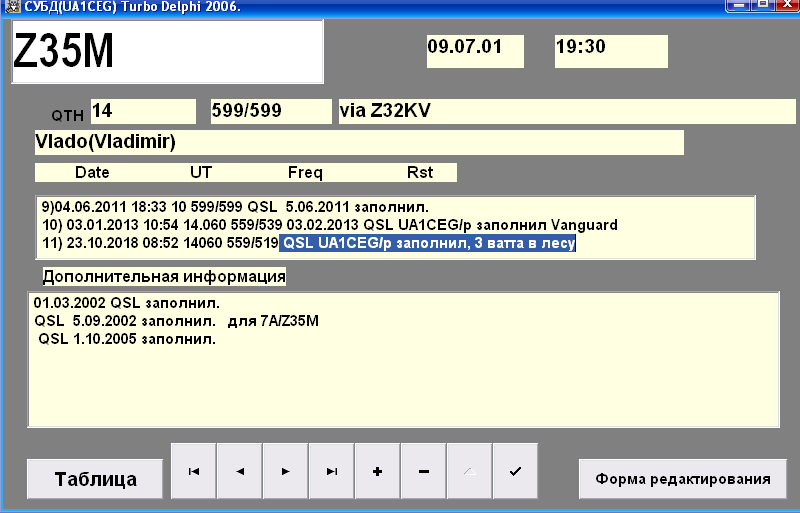 СУБД(UA1CEG) Turbo Delphi 2006.
Z35M
09.07.01 19:30
QTH 14 599/599 via Z32KV
Vlado(Vladimir)
Date UT Freq Rst
9)04.06.2011 18:33 10 599/599 QSL 5.06.2011 заполнил.
10) 03.01.2013 10:54 14.060 559/539 03.02.2013 QSL UA1CEG/p заполнил Vanguard
11) 23.10.2018 08:52 14060 559/519 QSL UA1CEG/p заполнил, 3 ватта в лесу
Дополнительная информация
01.03.2002 QSL заполнил.
QSL 5.09.2002 заполнил. для 7A/Z35M
QSL 1.10.2005 заполнил.
Таблица
Форма редактирования